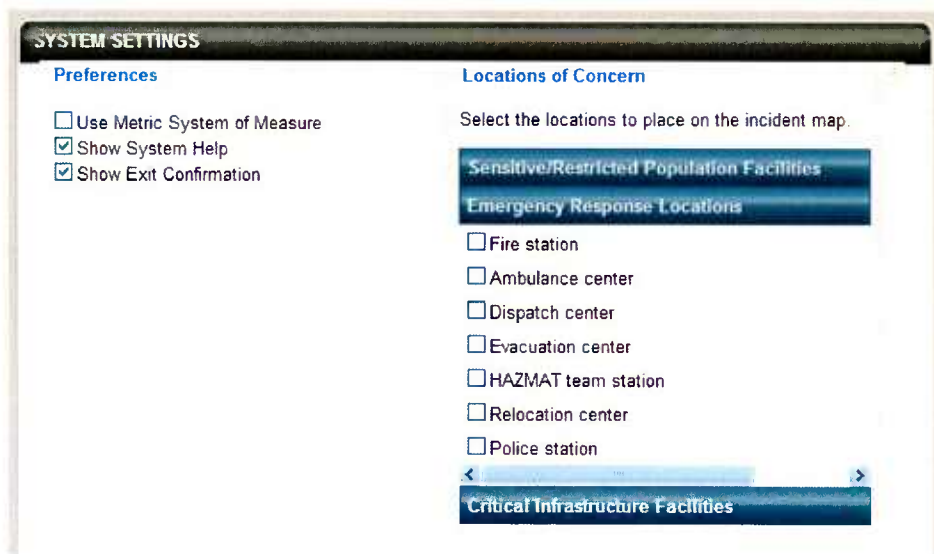 SYSTEM SETTINGS
Preferences
Use Metric System of Measure
Show System Help
Show Exit Confirmation
Locations of Concern
Select the locations to place on the incident map.
Sensitive/Restricted Population Facilities
Emergency Response Locations
Fire station
Ambulance center
Dispatch center
Evacuation center
HAZMAT team station
Relocation center
Police station
Critical Infrastructure Facilities